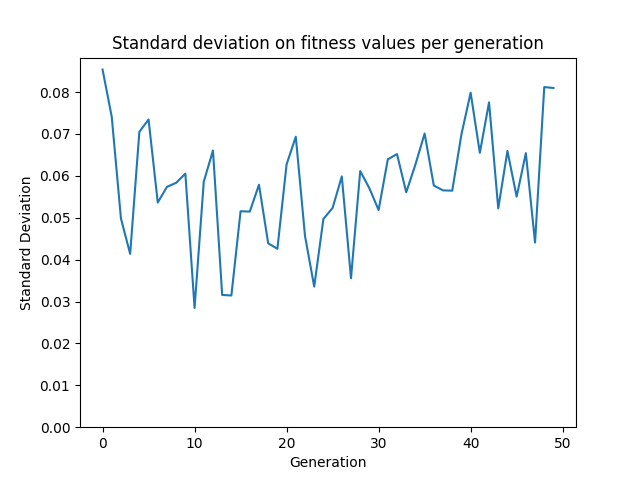 Standard deviation on fitness values per generation
Standard Deviation
0.08
0.07
0.06
0.05
0.04
0.03
0.02
0.01
0.00
0 10 20 30 40 50
Generation